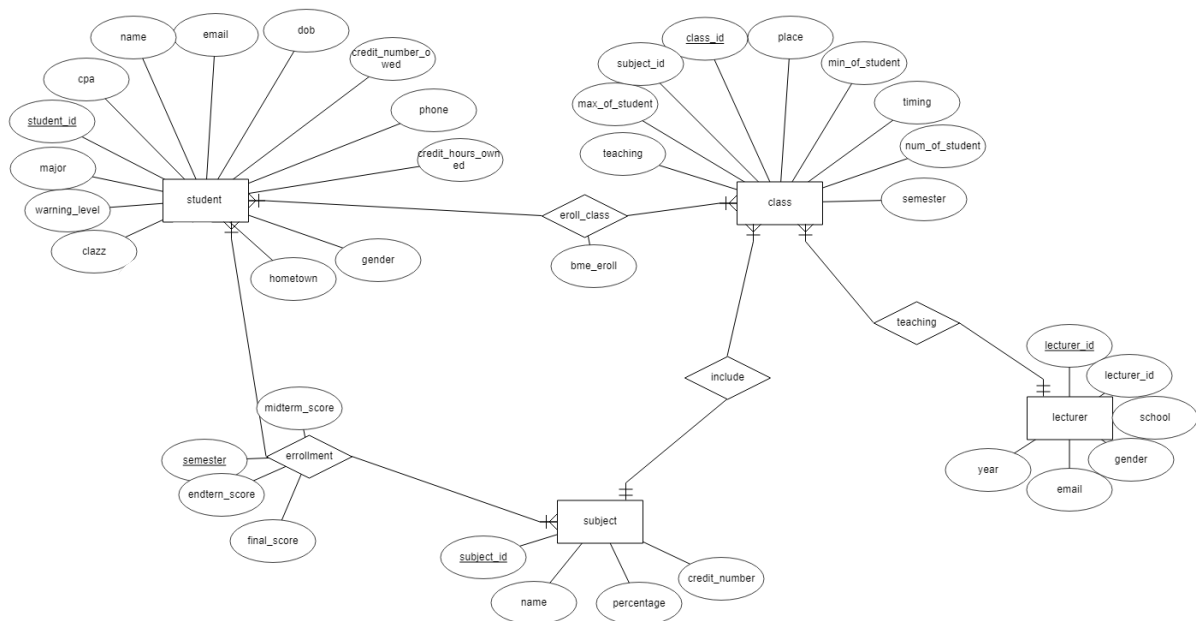 name
email
dob
credit_number_o
wed
cpa
phone
student_id
credit_hours_ow
ned
major
warning_level
clazz
student
gender
hometown
class_id
place
subject_id
min_of_student
max_of_student
timing
teaching
num_of_student
class
semester
eroll_class
bme_eroll
teaching
include
lecturer_id
lecturer_id
school
lecturer
gender
year
email
midterm_score
semester
errollment
endtern_score
final_score
subject
subject_id
credit_number
name
percentage